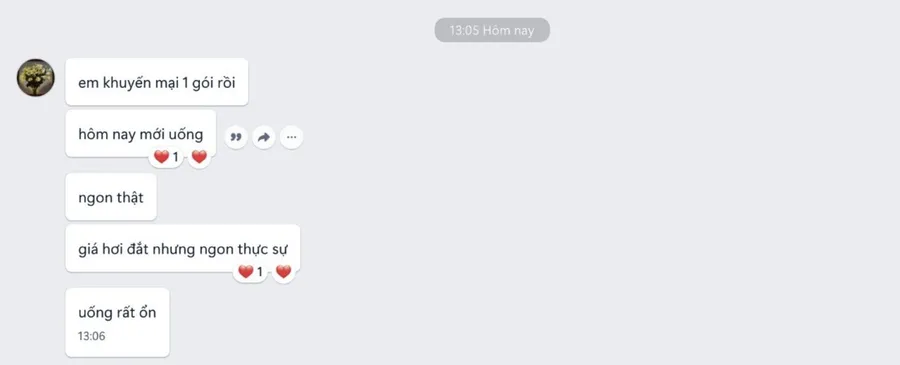 13:05 Hôm nay
em khuyến mại 1 gói rồi
hôm nay mới uống
1
ngon thật
giá hơi đắt nhưng ngon thực sự
1
uống rất ổn
13:06